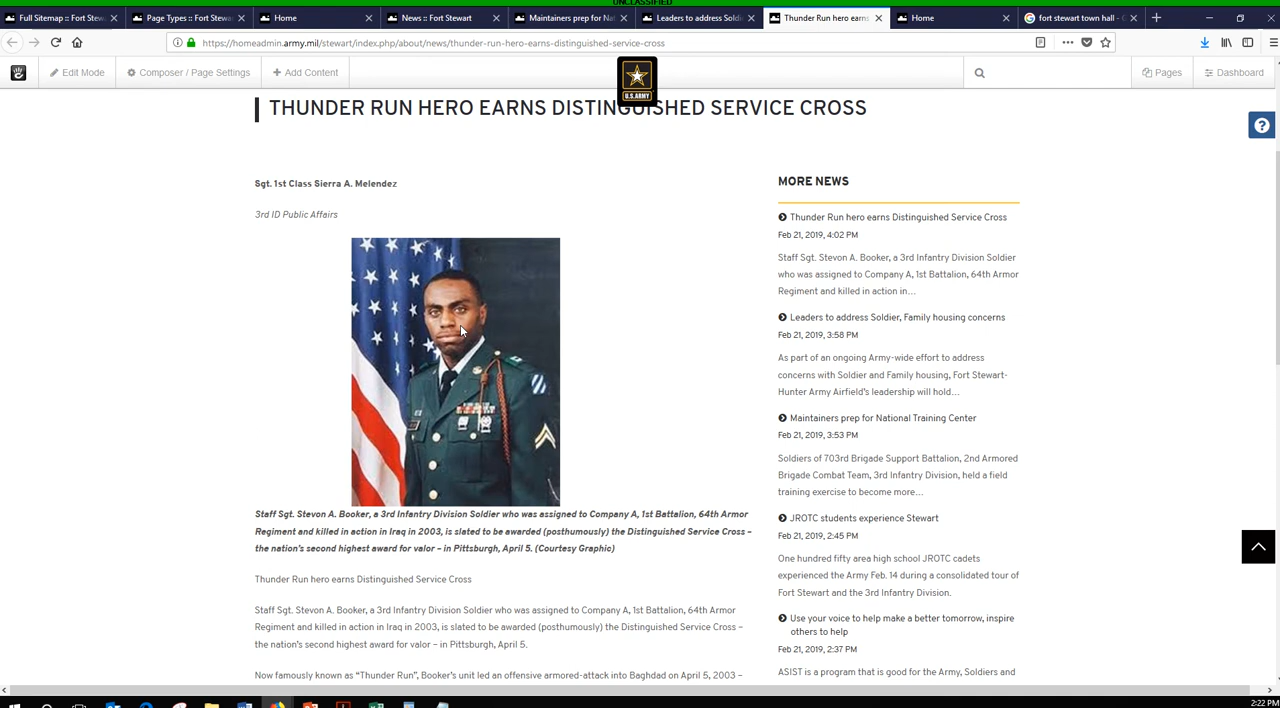 UNCLASSIFIED
Full Sitemap :: Fort Stew
Page Types :: Fort Stewar
Home
News :: Fort Stewart
Maintainers prep for Nat
Leaders to address Soldie
Thunder Run hero earns
Home
fort stewart town hall - G
https://homeadmin.army.mil/stewart/index.php/about/news/thunder-run-hero-earns-distinguished-service-cross
Edit Mode
Composer / Page Settings
Add Content
U.S.ARMY
Pages
Dashboard
THUNDER RUN HERO EARNS DISTINGUISHED SERVICE CROSS
Sgt. 1st Class Sierra A. Melendez
3rd ID Public Affairs
Staff Sgt. Stevon A. Booker, a 3rd Infantry Division Soldier who was assigned to Company A, 1st Battalion, 64th Armor
Regiment and killed in action in Iraq in 2003, is slated to be awarded (posthumously) the Distinguished Service Cross –
the nation's second highest award for valor – in Pittsburgh, April 5. (Courtesy Graphic)
Thunder Run hero earns Distinguished Service Cross
Staff Sgt. Stevon A. Booker, a 3rd Infantry Division Soldier who was assigned to Company A, 1st Battalion, 64th Armor
Regiment and killed in action in Iraq in 2003, is slated to be awarded (posthumously) the Distinguished Service Cross –
the nation's second highest award for valor – in Pittsburgh, April 5.
Now famously known as "Thunder Run", Booker's unit led an offensive armored-attack into Baghdad on April 5, 2003 –
MORE NEWS
Thunder Run hero earns Distinguished Service Cross
Feb 21, 2019, 4:02 PM
Staff Sgt. Stevon A. Booker, a 3rd Infantry Division Soldier
who was assigned to Company A, 1st Battalion, 64th Armor
Regiment and killed in action in…
Leaders to address Soldier, Family housing concerns
Feb 21, 2019, 3:58 PM
As part of an ongoing Army-wide effort to address
concerns with Soldier and Family housing, Fort Stewart-
Hunter Army Airfield's leadership will hold…
Maintainers prep for National Training Center
Feb 21, 2019, 3:53 PM
Soldiers of 703rd Brigade Support Battalion, 2nd Armored
Brigade Combat Team, 3rd Infantry Division, held a field
training exercise to become more…
JROTC students experience Stewart
Feb 21, 2019, 2:45 PM
One hundred fifty area high school JROTC cadets
experienced the Army Feb. 14 during a consolidated tour of
Fort Stewart and the 3rd Infantry Division.
Use your voice to help make a better tomorrow, inspire
others to help
Feb 21, 2019, 2:37 PM
ASIST is a program that is good for the Army, Soldiers and
2:22 PM